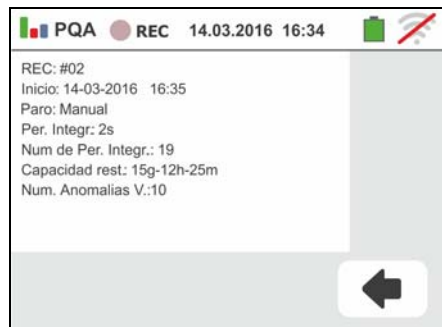 PQA REC 14.03.2016 16:34
REC: #02
Inicio: 14-03-2016 16:35
Paro: Manual
Per. Integr.: 2s
Num de Per. Integr.: 19
Capacidad rest.: 15g-12h-25m
Num. Anomalias V.:10